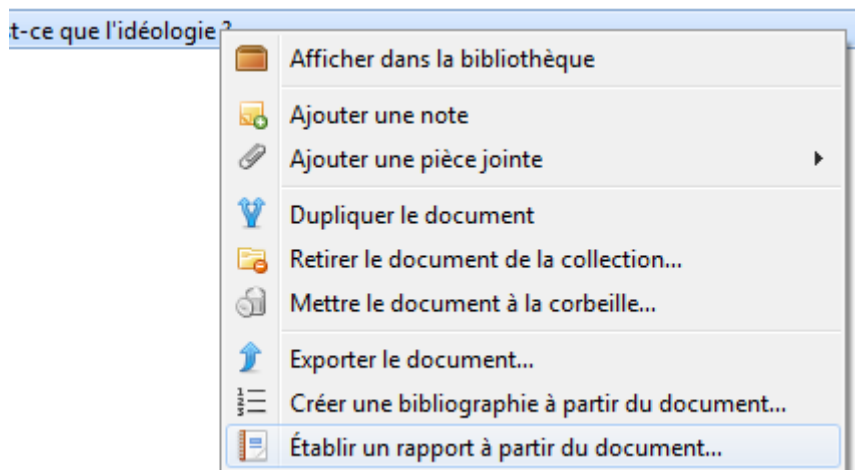 t-ce que l'idéologie ?
Afficher dans la bibliothèque
Ajouter une note
Ajouter une pièce jointe
Dupliquer le document
Retirer le document de la collection...
Mettre le document à la corbeille...
Exporter le document...
Créer une bibliographie à partir du document...
Établir un rapport à partir du document...